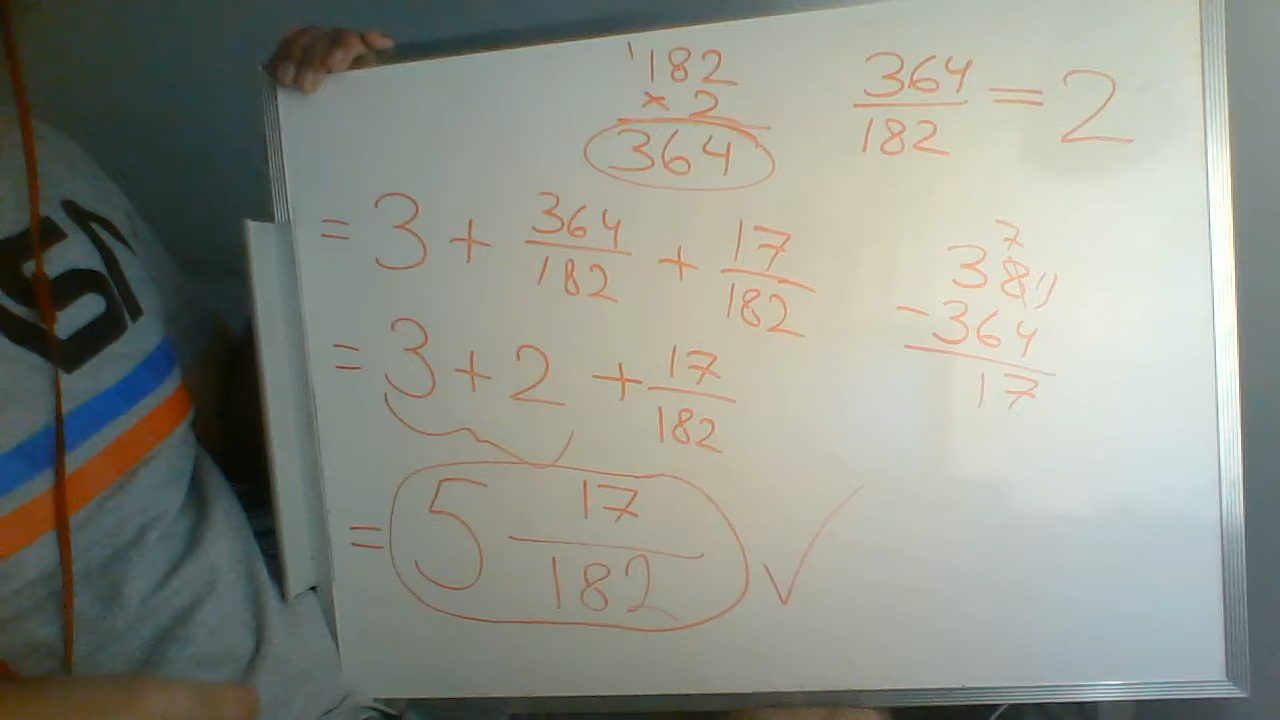 182
× 2
364
364/182 = 2
= 3 + 364/182 + 17/182
381
- 364
17
= 3 + 2 + 17/182
= 5 17/182 ✓